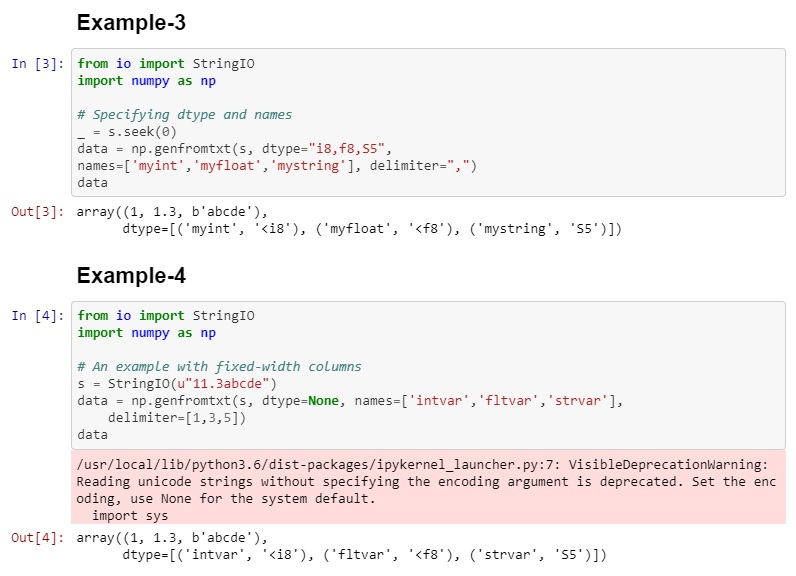 Example-3
In [3]: from io import StringIO
import numpy as np
# Specifying dtype and names
_ = s.seek(0)
data = np.genfromtxt(s, dtype="i8,f8,S5",
names=['myint','myfloat','mystring'], delimiter=",")
data
Out[3]: array((1, 1.3, b'abcde'),
      dtype=[('myint', '<i8'), ('myfloat', '<f8'), ('mystring', 'S5')])
Example-4
In [4]: from io import StringIO
import numpy as np
# An example with fixed-width columns
s = StringIO(u"11.3abcde")
data = np.genfromtxt(s, dtype=None, names=['intvar','fltvar','strvar'],
    delimiter=[1,3,5])
data
/usr/local/lib/python3.6/dist-packages/ipykernel_launcher.py:7: VisibleDeprecationWarning:
Reading unicode strings without specifying the encoding argument is deprecated. Set the enc
oding, use None for the system default.
  import sys
Out[4]: array((1, 1.3, b'abcde'),
      dtype=[('intvar', '<i8'), ('fltvar', '<f8'), ('strvar', 'S5')])